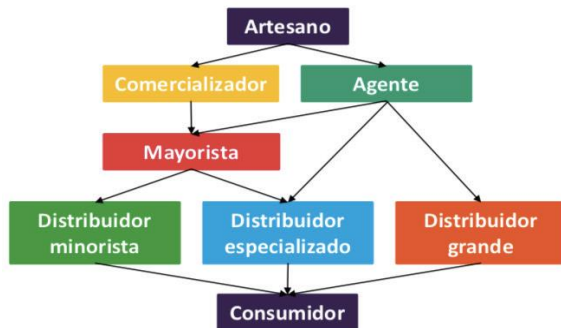 Artesano
Comercializador
Agente
Mayorista
Distribuidor
minorista
Distribuidor
especializado
Distribuidor
grande
Consumidor